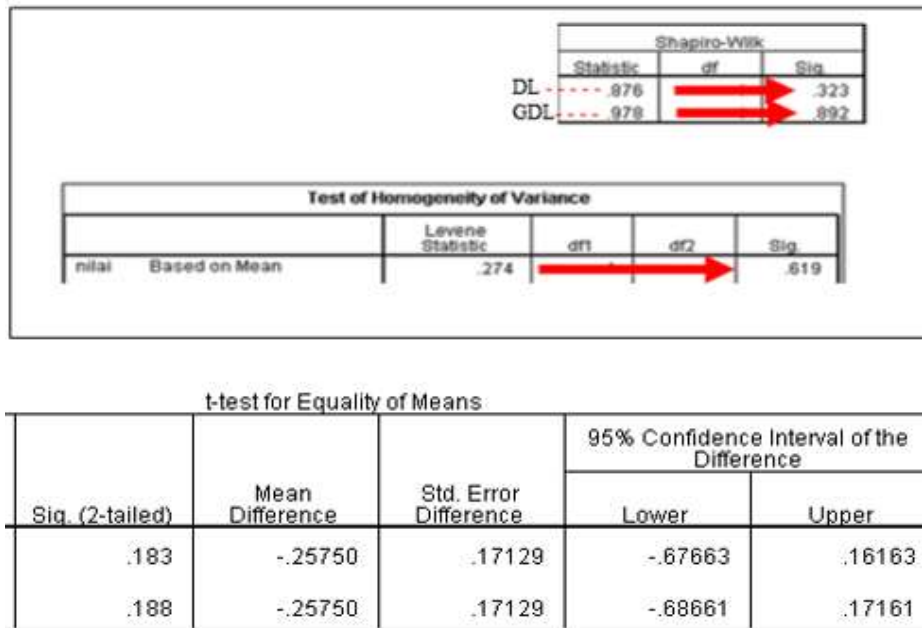 Shapiro-Wilk
Statistic df Sig.
DL - - - - - .876 .323
GDL - - - - .978 .892
Test of Homogeneity of Variance
Levene Statistic df1 df2 Sig.
nilai Based on Mean .274 .619
t-test for Equality of Means
95% Confidence Interval of the
Difference
Sig. (2-tailed) Mean Difference Std. Error Difference Lower Upper
.183 -.25750 .17129 -.67663 .16163
.188 -.25750 .17129 -.68661 .17161